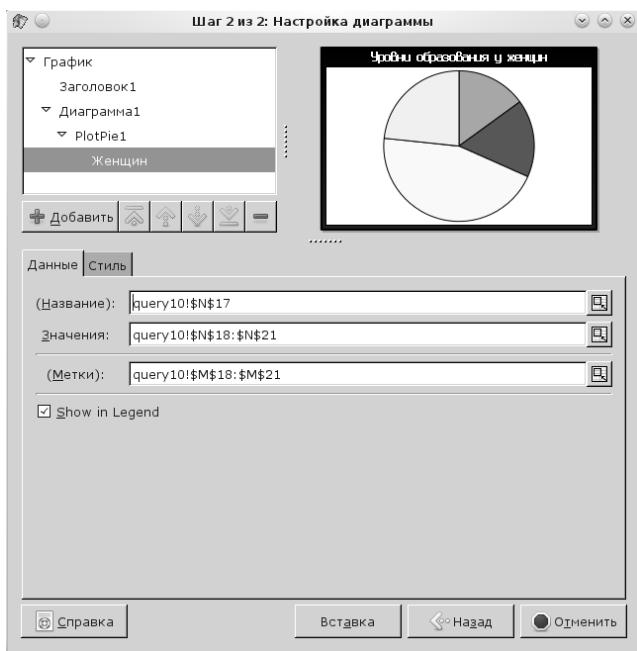 Шаг 2 из 2: Настройка диаграммы
График
Заголовок1
Диаграмма1
PlotPie1
Женщин
Добавить
Уровни образования у женщин
Данные Стиль
(Название): query10!$N$17
Значения: query10!$N$18:$N$21
(Метки): query10!$M$18:$M$21
Show in Legend
Справка Вставка Назад Отменить